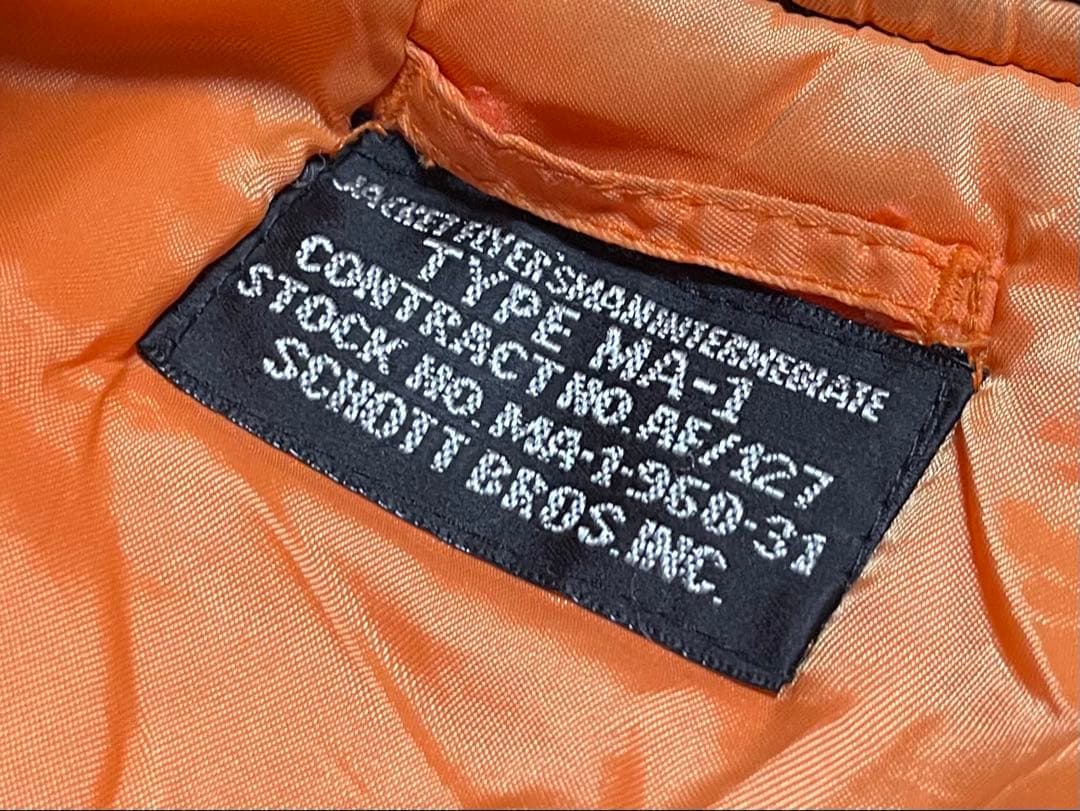 JACKET FLYER'S MAN INTERMEDIATE
TYPE MA-1
CONTRACT NO. AF/127
STOCK NO. MA-1-960-31
SCHOTT BROS. INC.